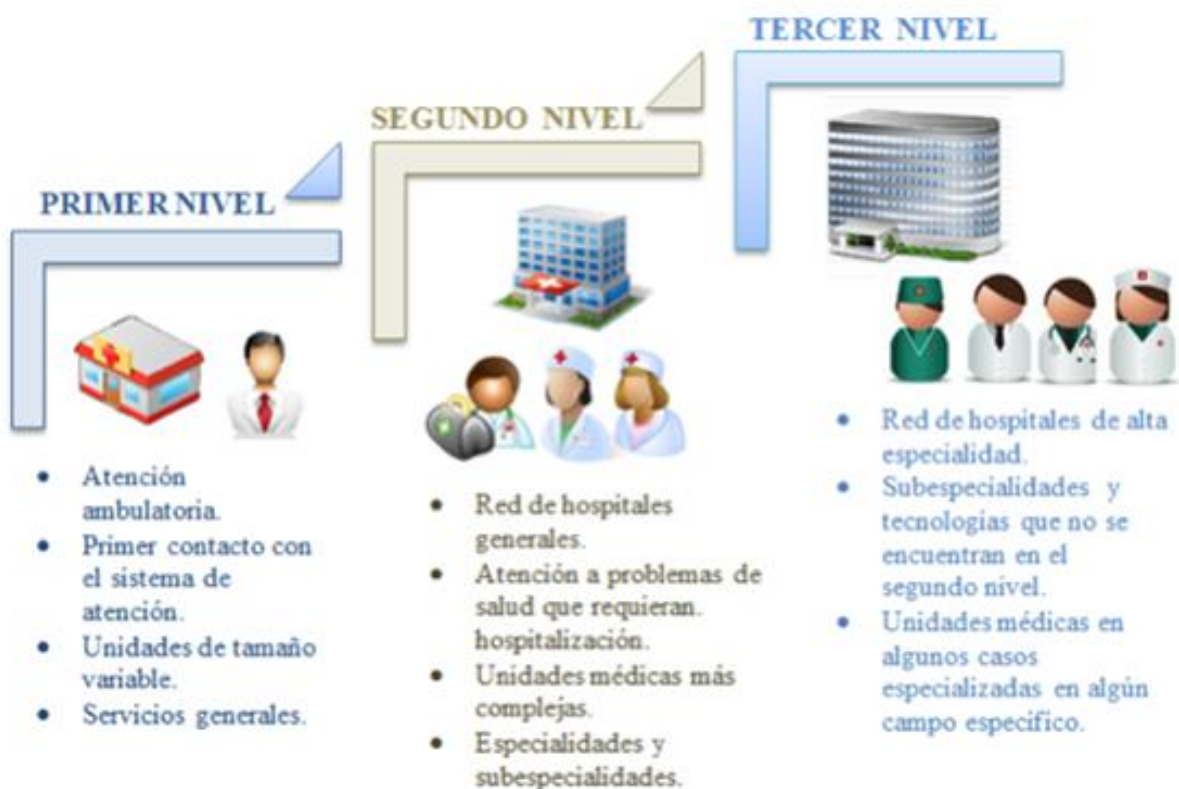 PRIMER NIVEL
• Atención
ambulatoria.
• Primer contacto con
el sistema de
atención.
• Unidades de tamaño
variable.
• Servicios generales.
SEGUNDO NIVEL
• Red de hospitales
generales.
• Atención a problemas de
salud que requieran.
hospitalización.
• Unidades médicas más
complejas.
• Especialidades y
subespecialidades.
TERCER NIVEL
• Red de hospitales de alta
especialidad.
• Subespecialidades y
tecnologías que no se
encuentran en el
segundo nivel.
• Unidades médicas en
algunos casos
especializadas en algún
campo especifico.